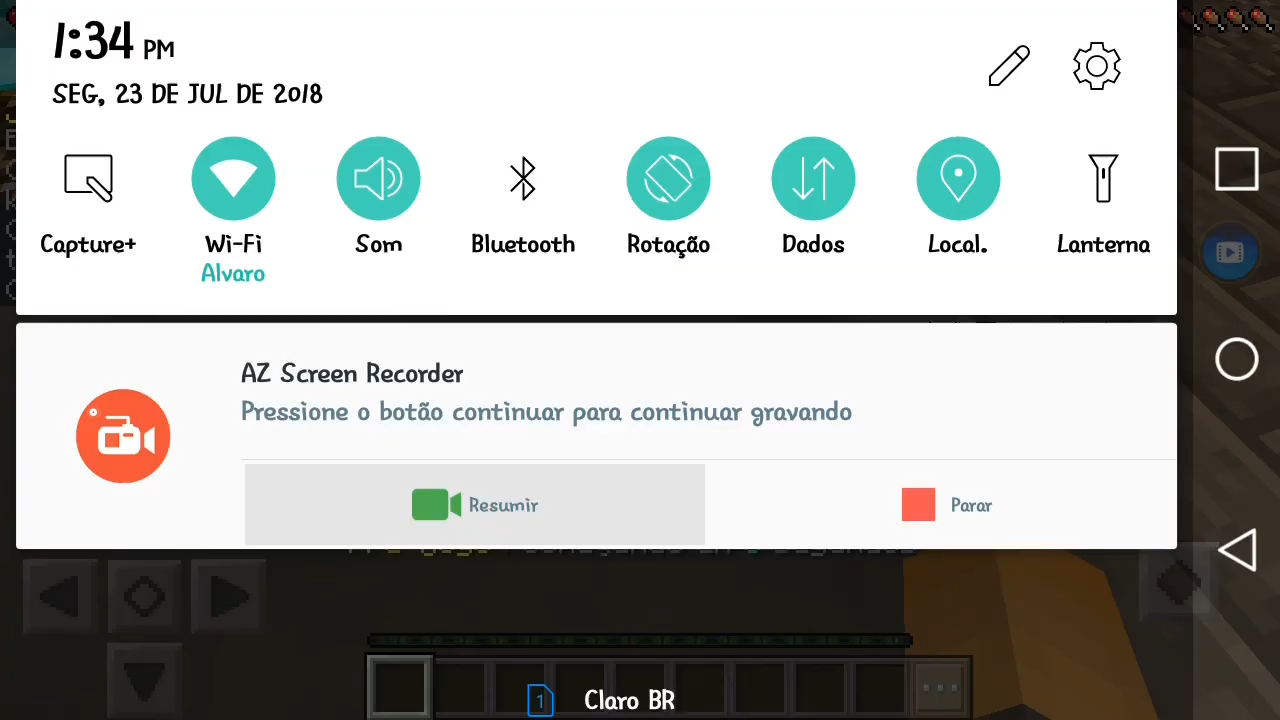 1:34 PM
SEG, 23 DE JUL DE 2018
Capture+ Wi-Fi Som Bluetooth Rotação Dados Local. Lanterna
Alvaro
AZ Screen Recorder
Pressione o botão continuar para continuar gravando
Resumir Parar
1 Claro BR